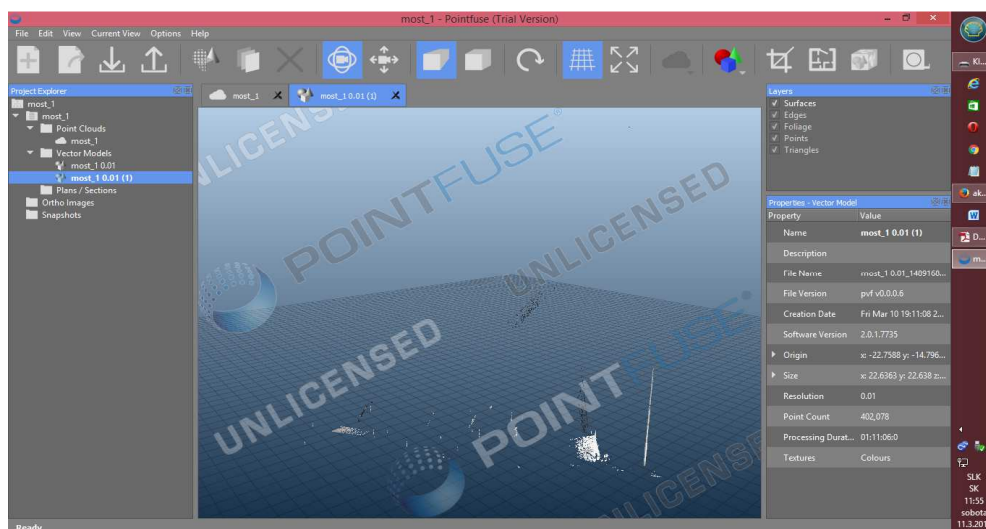 most_1 - Pointfuse (Trial Version)
File Edit View Current View Options Help
Project Explorer
most_1
most_1
Point Clouds
most_1
Vector Models
most_1 0.01
most_1 0.01 (1)
Plans / Sections
Ortho Images
Snapshots
most_1
most_1 0.01 (1)
UNLICENSED
POINTFUSE
UNLICENSED
UNLICENSED
POINTFUSE
UNLICENSED
Layers
Surfaces
Edges
Foliage
Points
Triangles
Properties - Vector Model
Property Value
Name most_1 0.01 (1)
Description
File Name most_1 0.01_1409160...
File Version pvf v0.0.0.6
Creation Date Fri Mar 10 19:11:08 2...
Software Version 2.0.1.7735
Origin x: -22.7588 y: -14.796...
Size x: 22.6363 y: 22.638 z:...
Resolution 0.01
Point Count 402,078
Processing Durat... 01:11:06:0
Textures Colours
Ready
Ki...
ak...
D...
m...
SLK
SK
11:55
sobota
11.3.201